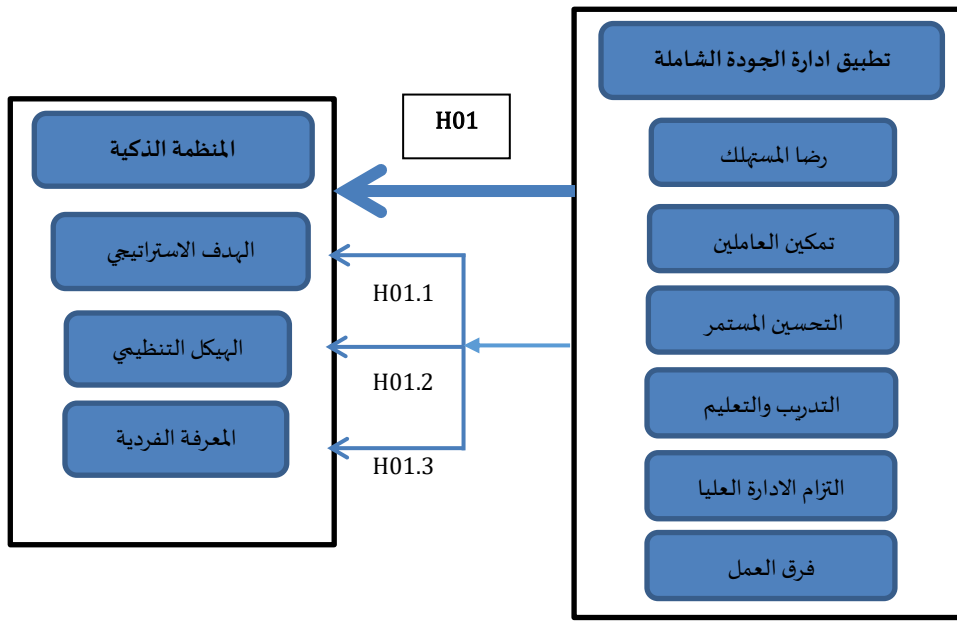 تطبيق ادارة الجودة الشاملة
رضا المستهلك
تمكين العاملين
التحسين المستمر
التدريب والتعليم
التزام الادارة العليا
فرق العمل
H01
H01.1
H01.2
H01.3
المنظمة الذكية
الهدف الاستراتيجي
الهيكل التنظيمي
المعرفة الفردية